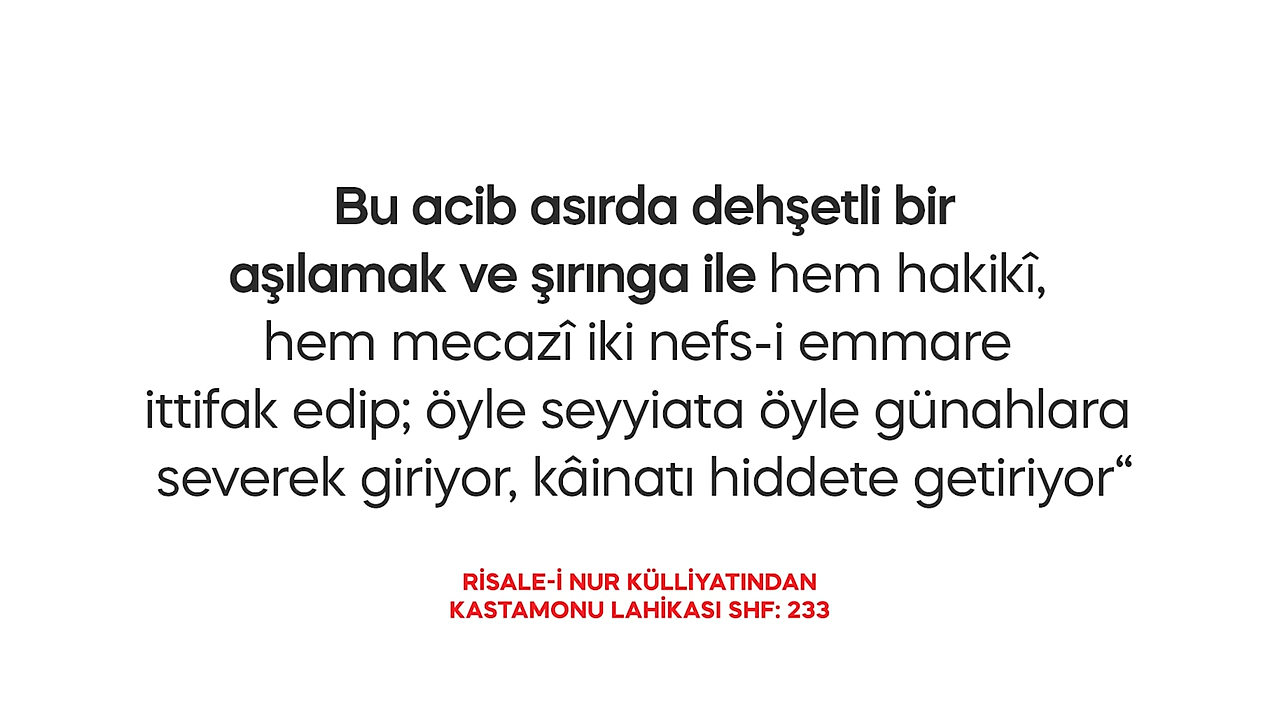 Bu acib asırda dehşetli bir
aşılamak ve şırınga ile hem hakikî,
hem mecazî iki nefs-i emmare
ittifak edip; öyle seyyiata öyle günahlara
severek giriyor, kâinatı hiddete getiriyor“
RİSALE-İ NUR KÜLLİYATINDAN
KASTAMONU LAHİKASI SHF: 233